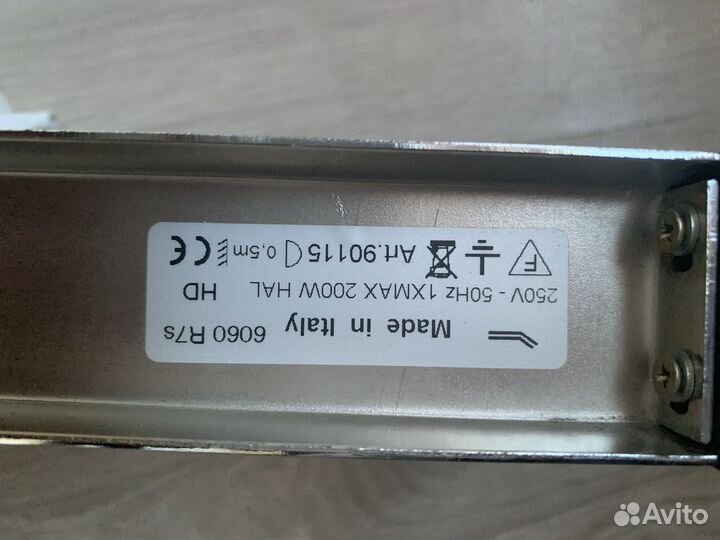 Made in Italy 6060 R7s
250V - 50Hz 1XMAX 200W HAL HD
F Art.90115 0,5m CE
Avito